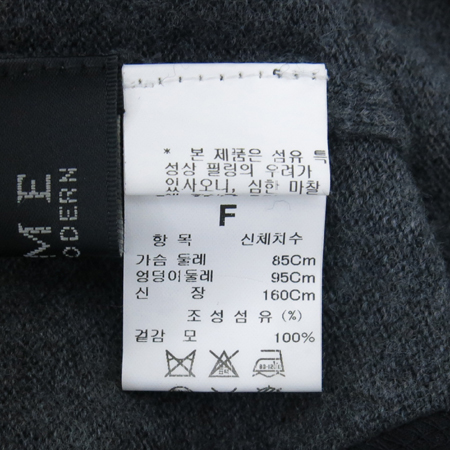 ME
ODERN
* 본 제품은 섬유 특
성상 필링의 우려가
있사오니, 심한 마찰
F
항 목 신체치수
가슴 둘레 85Cm
엉덩이둘레 95Cm
신 장 160Cm
조성섬유(%)
겉감 모 100%